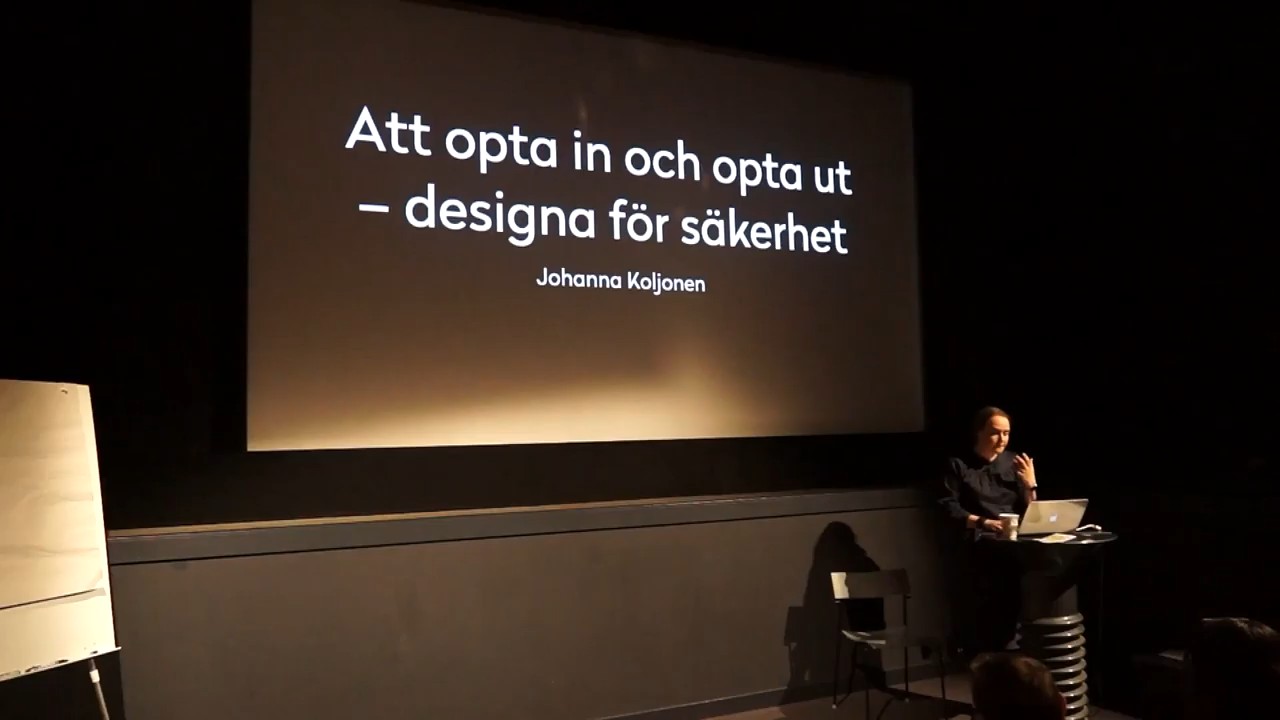 Att opta in och opta ut
– designa för säkerhet
Johanna Koljonen